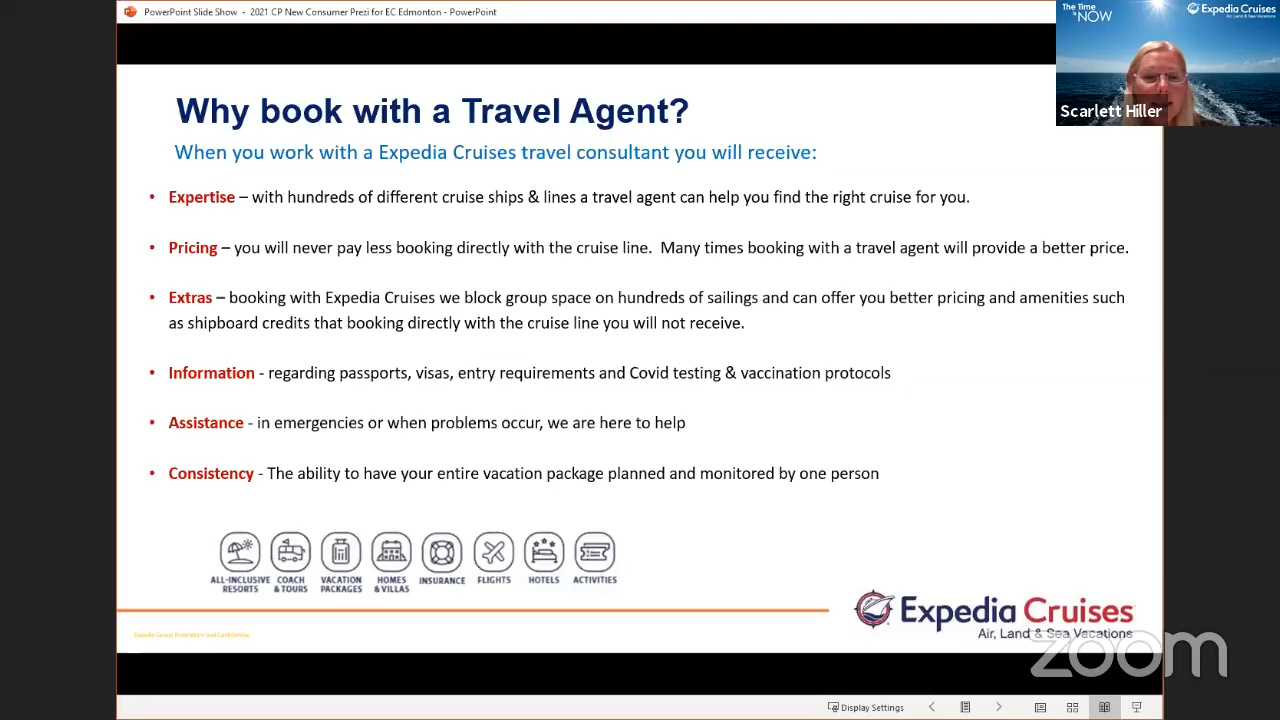 PowerPoint Slide Show - 2021 CP New Consumer Prezi for EC Edmonton - PowerPoint
The Time is NOW
Expedia Cruises
Air, Land & Sea Vacations
Scarlett Hiller
Why book with a Travel Agent?
When you work with a Expedia Cruises travel consultant you will receive:
• Expertise – with hundreds of different cruise ships & lines a travel agent can help you find the right cruise for you.
• Pricing – you will never pay less booking directly with the cruise line. Many times booking with a travel agent will provide a better price.
• Extras – booking with Expedia Cruises we block group space on hundreds of sailings and can offer you better pricing and amenities such
as shipboard credits that booking directly with the cruise line you will not receive.
• Information - regarding passports, visas, entry requirements and Covid testing & vaccination protocols
• Assistance - in emergencies or when problems occur, we are here to help
• Consistency - The ability to have your entire vacation package planned and monitored by one person
ALL-INCLUSIVE RESORTS
COACH & TOURS
VACATION PACKAGES
HOMES & VILLAS
INSURANCE
FLIGHTS
HOTELS
ACTIVITIES
Expedia Cruises
Air, Land & Sea Vacations
Expedia Group Proprietary and Confidential
zoom
Display Settings